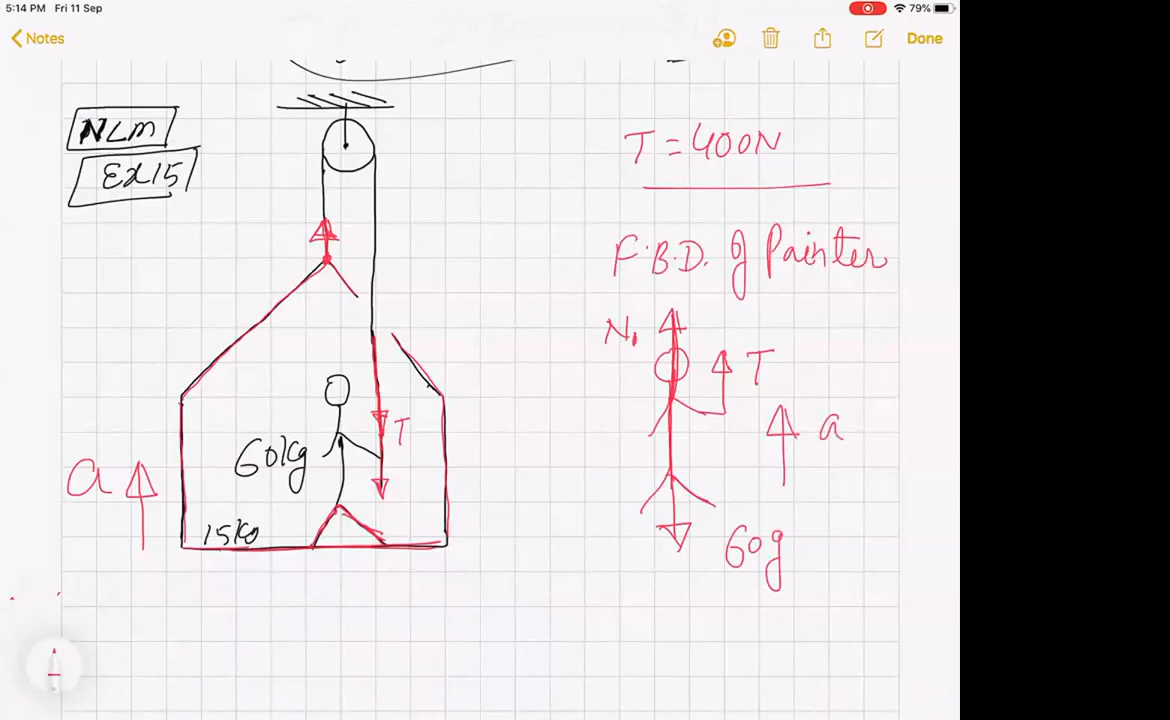 5:14 PM Fri 11 Sep
79%
Notes
Done
NLM
EX15
T = 400N
F.B.D. of Painter
N₁
T
a
60g
T
60Kg
a
15Kg